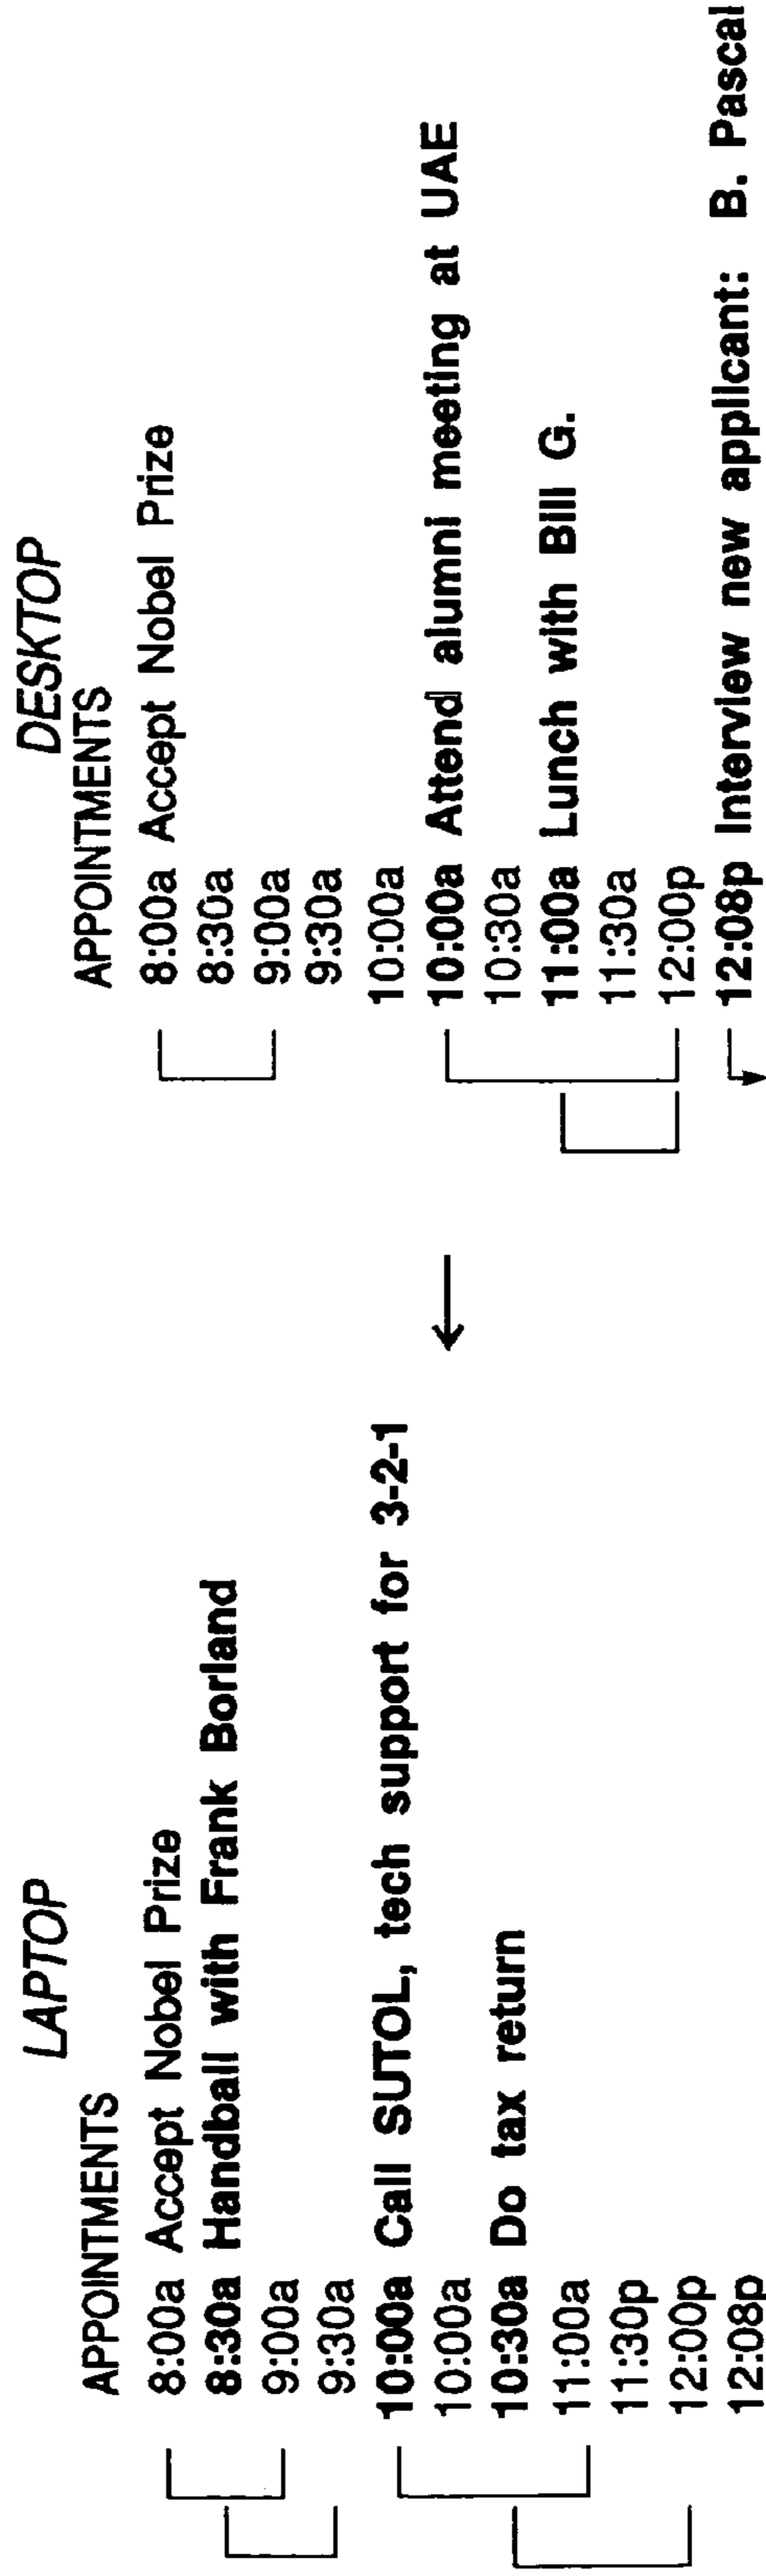 LAPTOP
APPOINTMENTS
8:00a Accept Nobel Prize
8:30a Handball with Frank Borland
9:00a
9:30a
10:00a Call SUTOL, tech support for 3-2-1
10:00a
10:30a Do tax return
11:00a
11:30p
12:00p
12:08p
DESKTOP
APPOINTMENTS
8:00a Accept Nobel Prize
8:30a
9:00a
9:30a
10:00a
10:00a Attend alumni meeting at UAE
10:30a
11:00a Lunch with Bill G.
11:30a
12:00p
12:08p Interview new applicant: B. Pascal